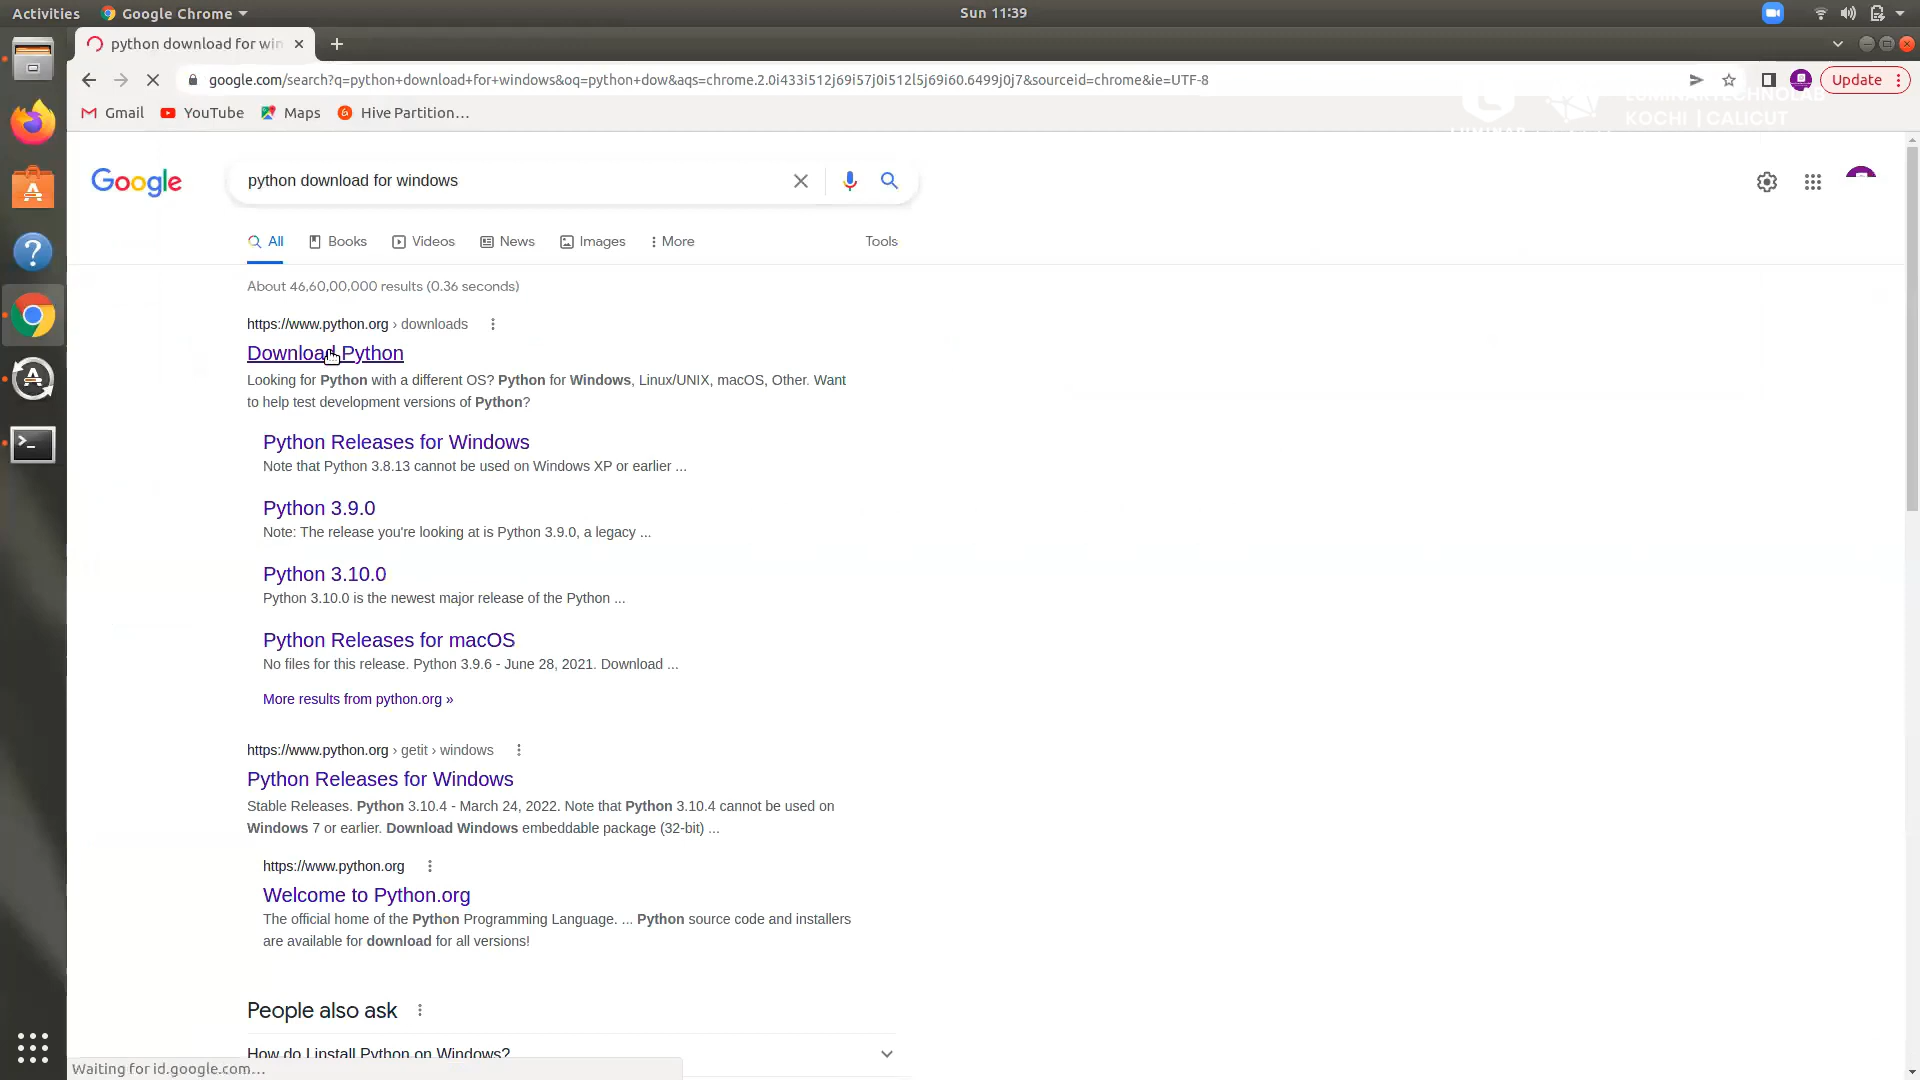 Activities
Google Chrome
Sun 11:39
python download for win
google.com/search?q=python+download+for+windows&oq=python+dow&aqs=chrome.2.0i433i512j69i57j0i512l5j69i60.6499j0j7&sourceid=chrome&ie=UTF-8
Update
Gmail
YouTube
Maps
Hive Partition...
LUMINAR TECHNOLAB
KOCHI | CALICUT
Google
python download for windows
All
Books
Videos
News
Images
More
Tools
About 46,60,00,000 results (0.36 seconds)
https://www.python.org › downloads
Download Python
Looking for Python with a different OS? Python for Windows, Linux/UNIX, macOS, Other. Want
to help test development versions of Python?
Python Releases for Windows
Note that Python 3.8.13 cannot be used on Windows XP or earlier ...
Python 3.9.0
Note: The release you're looking at is Python 3.9.0, a legacy ...
Python 3.10.0
Python 3.10.0 is the newest major release of the Python ...
Python Releases for macOS
No files for this release. Python 3.9.6 - June 28, 2021. Download ...
More results from python.org »
https://www.python.org › getit › windows
Python Releases for Windows
Stable Releases. Python 3.10.4 - March 24, 2022. Note that Python 3.10.4 cannot be used on
Windows 7 or earlier. Download Windows embeddable package (32-bit) ...
https://www.python.org
Welcome to Python.org
The official home of the Python Programming Language. ... Python source code and installers
are available for download for all versions!
People also ask
How do I install Python on Windows?
Waiting for id.google.com...